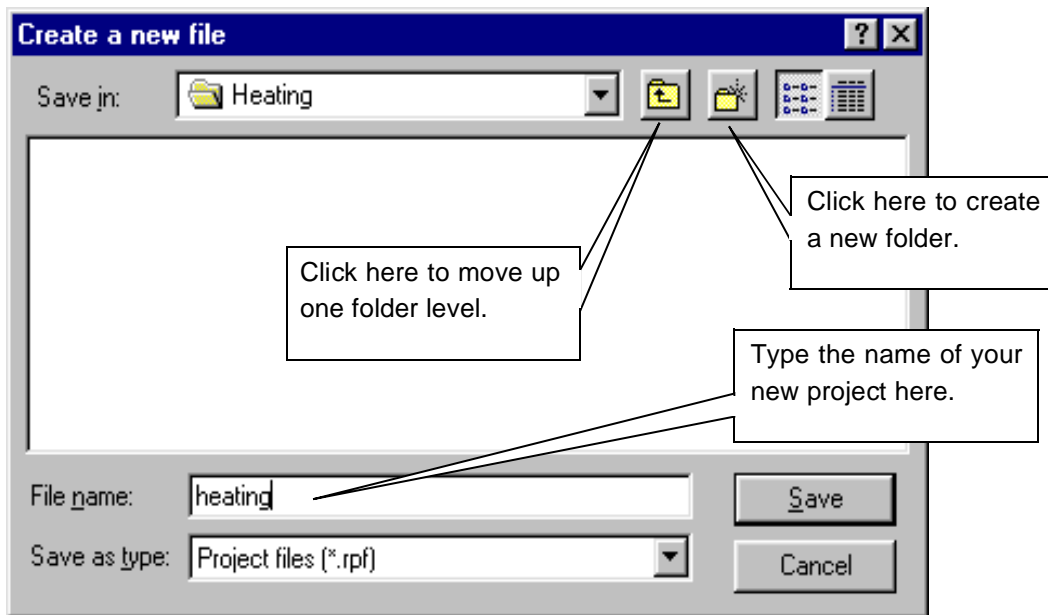 Create a new file
Save in:
Heating
Click here to create
a new folder.
Click here to move up
one folder level.
Type the name of your
new project here.
File name:
heating
Save
Save as type:
Project files (*.rpf)
Cancel